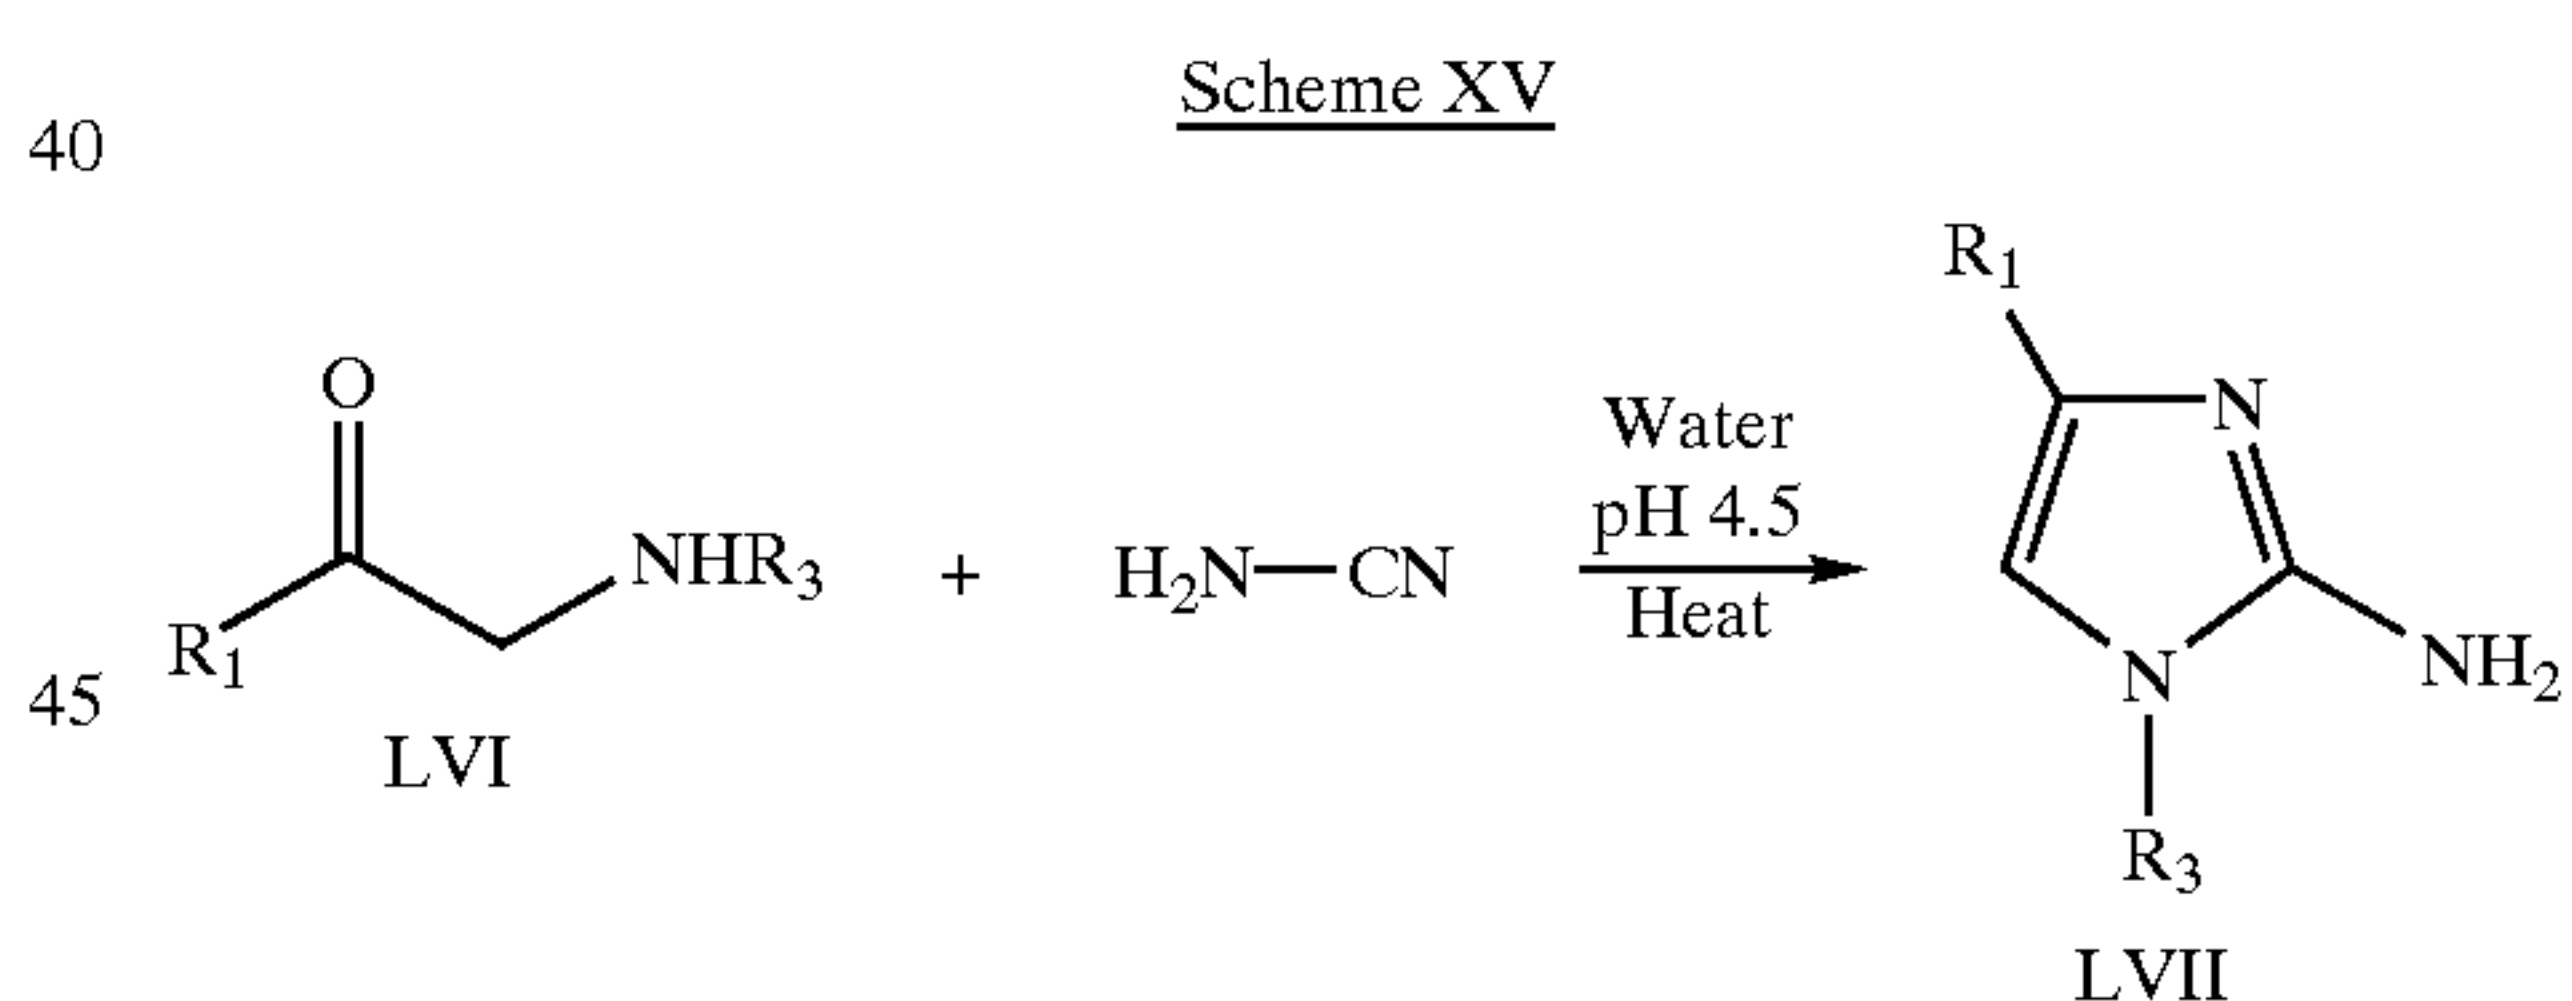 Scheme XV
40
O
R1
NHR3
+
H2N—CN
Water
pH 4.5
Heat
R1
N
N
NH2
R3
45
LVI
LVII